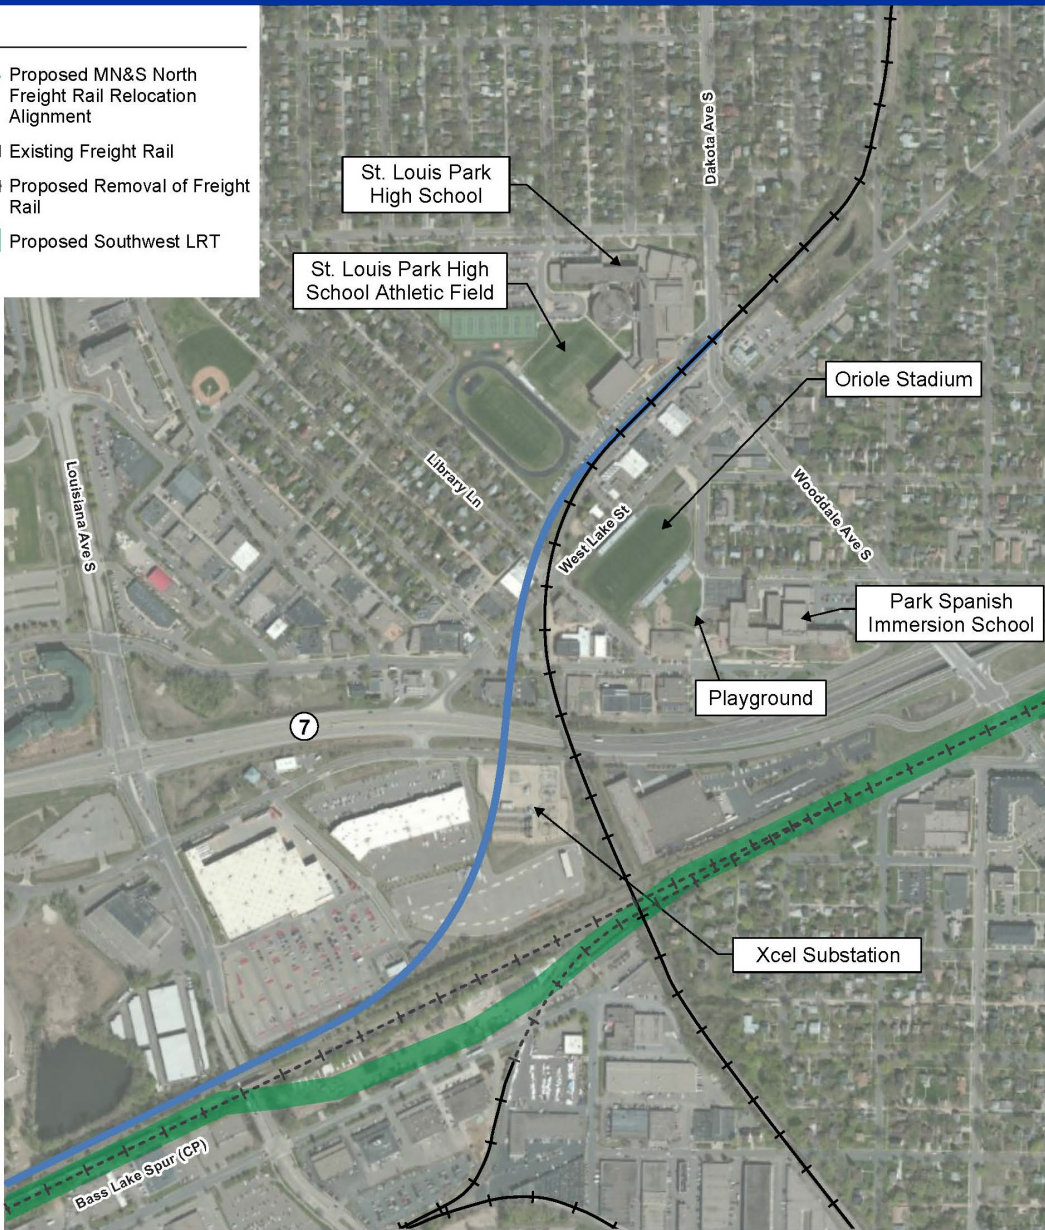 Proposed MN&S North
Freight Rail Relocation
Alignment
Existing Freight Rail
Proposed Removal of Freight
Rail
Proposed Southwest LRT
Dakota Ave S
St. Louis Park
High School
St. Louis Park High
School Athletic Field
Oriole Stadium
Louisiana Ave S
Library Ln
West Lake St
Wooddale Ave S
Park Spanish
Immersion School
Playground
7
Xcel Substation
Bass Lake Spur (CP)